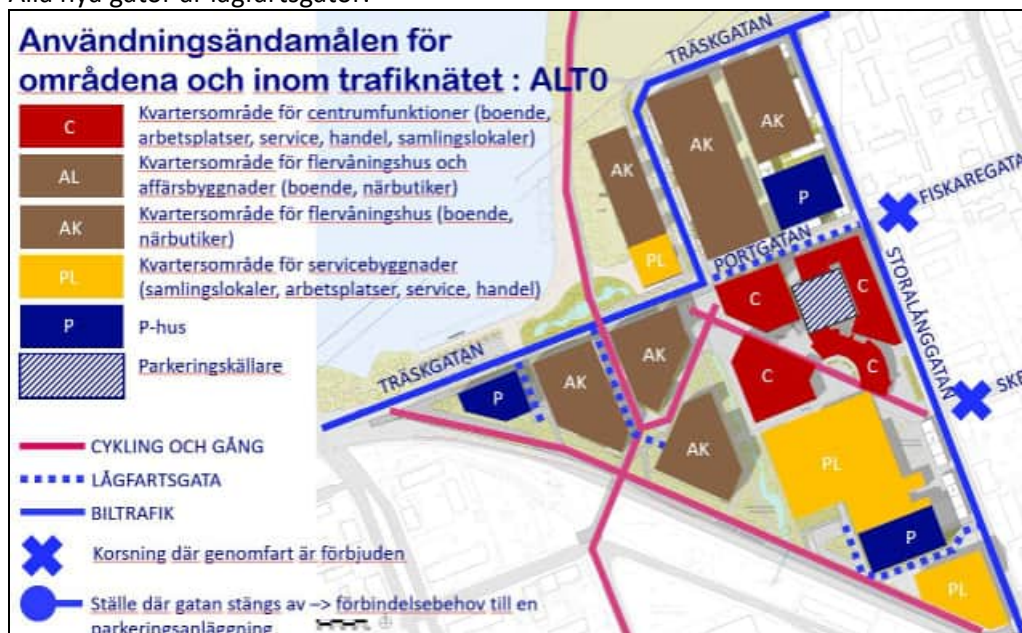 Alla nya gator är lågfartsgator.
Användningsändamålen för
områdena och inom trafiknätet : ALT0
C
Kvartersområde för centrumfunktioner (boende,
arbetsplatser, service, handel, samlingslokaler)
AL
Kvartersområde för flervåningshus och
affärsbyggnader (boende, närbutiker)
AK
Kvartersområde för flervåningshus (boende,
närbutiker)
PL
Kvartersområde för servicebyggnader
(samlingslokaler, arbetsplatser, service, handel)
P
P-hus
Parkeringskällare
CYKLING OCH GÅNG
LÅGFARTSGATA
BILTRAFIK
Korsning där genomfart är förbjuden
Ställe där gatan stängs av –> förbindelsebehov till en
parkeringsanläggning
TRÄSKGATAN
AK
AK
AK
P
FISKAREGATA
PL
PORTGATAN
STORALÅNGGATAN
C
C
TRÄSKGATAN
AK
C
SKE
P
AK
AK
PL
P
PL